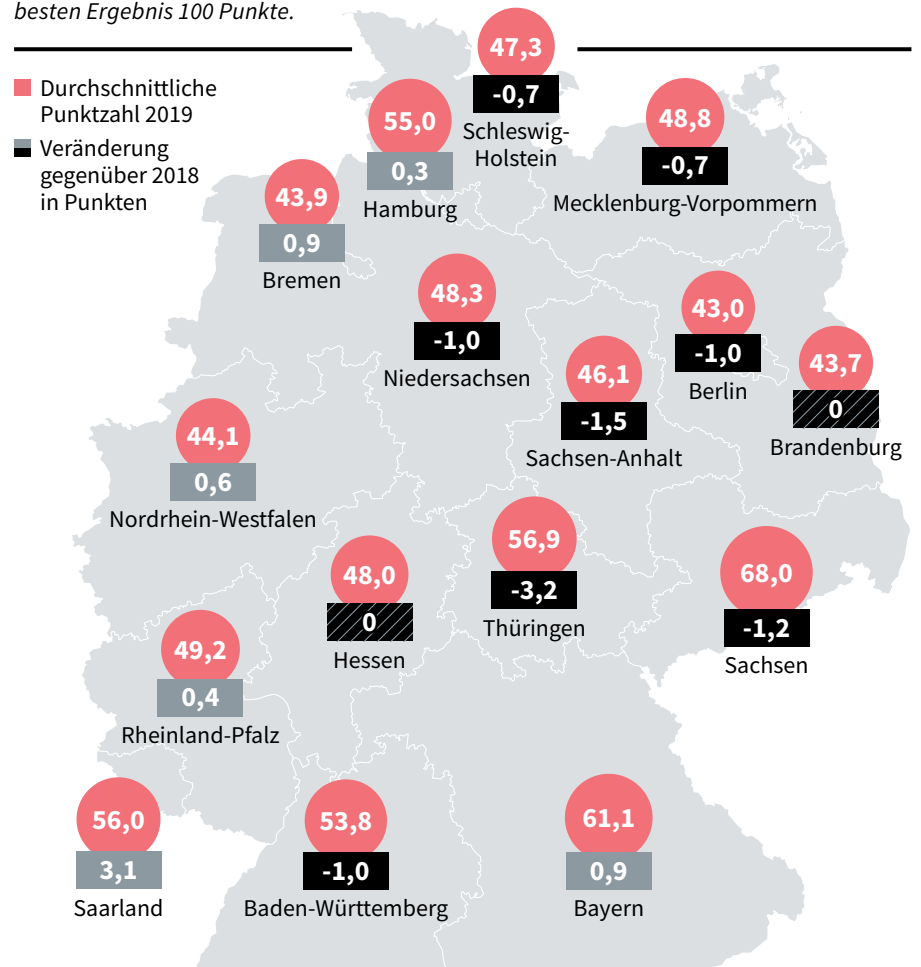 besten Ergebnis 100 Punkte.
Durchschnittliche
Punktzahl 2019
Veränderung
gegenüber 2018
in Punkten
47,3
-0,7
Schleswig-
Holstein
55,0
0,3
Hamburg
48,8
-0,7
Mecklenburg-Vorpommern
43,9
0,9
Bremen
48,3
-1,0
Niedersachsen
43,0
-1,0
Berlin
46,1
-1,5
Sachsen-Anhalt
43,7
0
Brandenburg
44,1
0,6
Nordrhein-Westfalen
56,9
-3,2
Thüringen
48,0
0
Hessen
68,0
-1,2
Sachsen
49,2
0,4
Rheinland-Pfalz
56,0
3,1
Saarland
53,8
-1,0
Baden-Württemberg
61,1
0,9
Bayern